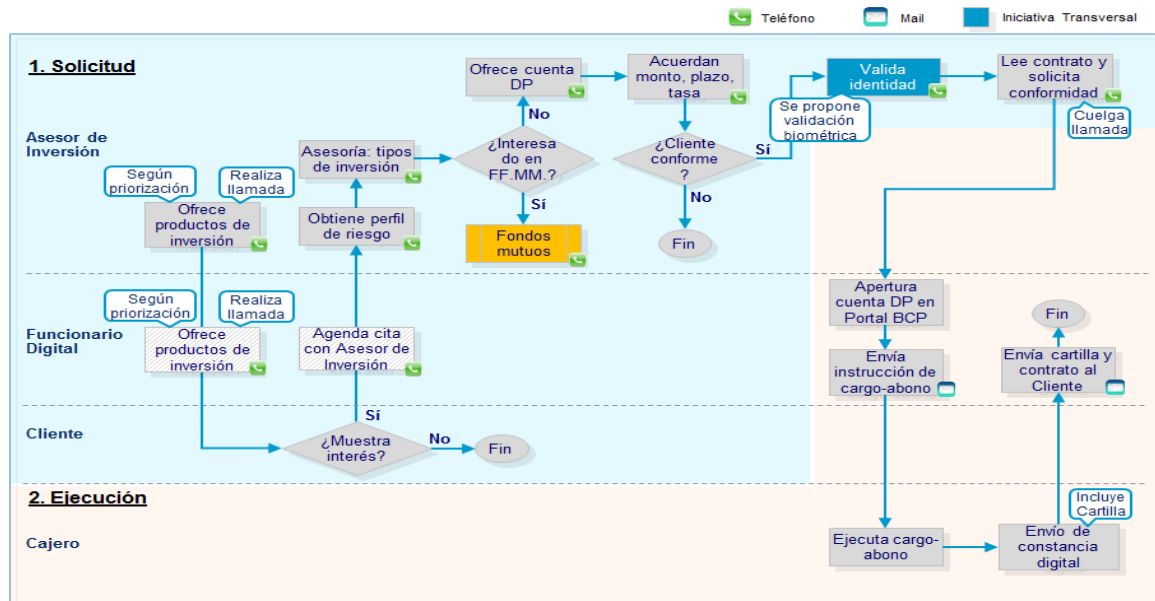 Teléfono
Mail
Iniciativa Transversal
1. Solicitud
Ofrece cuenta
DP
Acuerdan
monto, plazo,
tasa
Valida
identidad
Lee contrato y
solicita
conformidad
Se propone
validación
biométrica
Cuelga
llamada
No
Asesor de
Inversión
Asesoría: tipos
de inversión
¿Interesa
do en
FF.MM.?
¿Cliente
conforme
?
Sí
Según
priorización
Realiza
llamada
Sí
No
Ofrece
productos de
inversión
Obtiene perfil
de riesgo
Fondos
mutuos
Fin
Funcionario
Digital
Según
priorización
Realiza
llamada
Ofrece
productos de
inversión
Agenda cita
con Asesor de
Inversión
Apertura
cuenta DP en
Portal BCP
Fin
Envía
instrucción de
cargo-abono
Envía cartilla y
contrato al
Cliente
Sí
Cliente
¿Muestra
interés?
No
Fin
2. Ejecución
Incluye
Cartilla
Cajero
Ejecuta cargo-
abono
Envío de
constancia
digital